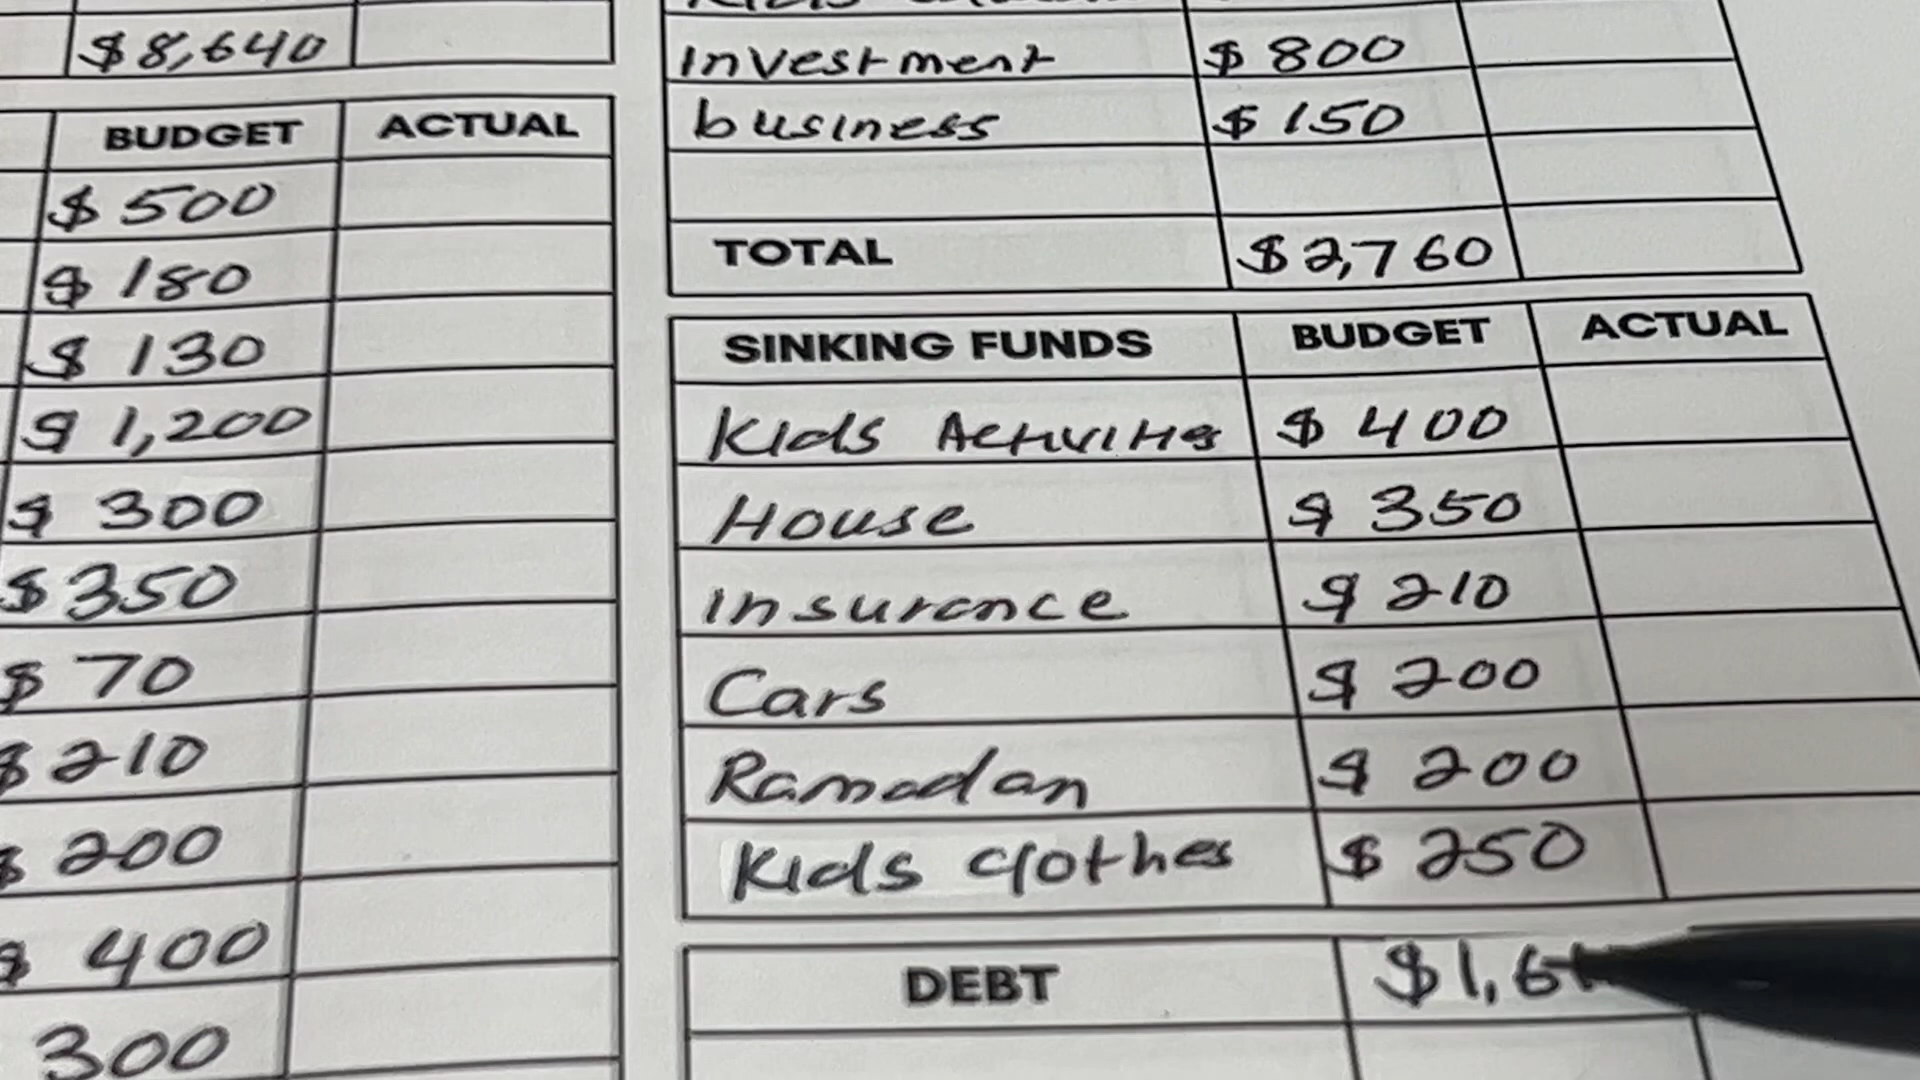 $8,640
BUDGET ACTUAL
$500
$180
$130
$1,200
$300
$350
$70
$210
$200
$400
300
Investment $800
business $150
TOTAL $2,760
SINKING FUNDS BUDGET ACTUAL
Kids Activities $400
House $350
Insurance $210
Cars $200
Ramadan $200
Kids clothes $250
DEBT $1,6